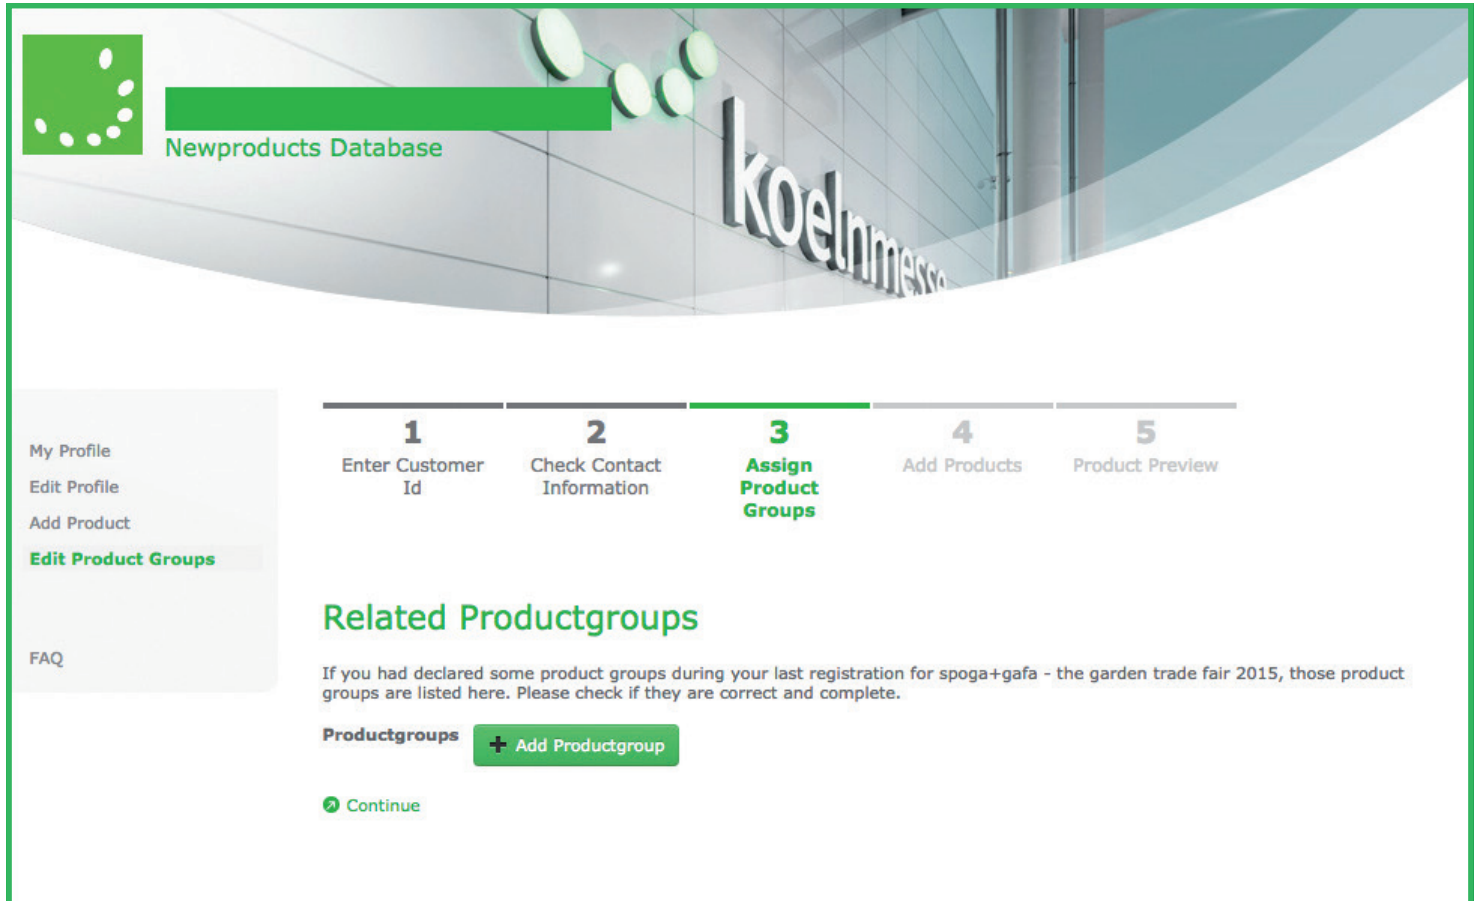 Newproducts Database
koelnmesse
My Profile
Edit Profile
Add Product
Edit Product Groups
FAQ
1
Enter Customer
Id
2
Check Contact
Information
3
Assign
Product
Groups
4
Add Products
5
Product Preview
Related Productgroups
If you had declared some product groups during your last registration for spoga+gafa - the garden trade fair 2015, those product
groups are listed here. Please check if they are correct and complete.
Productgroups
Add Productgroup
Continue